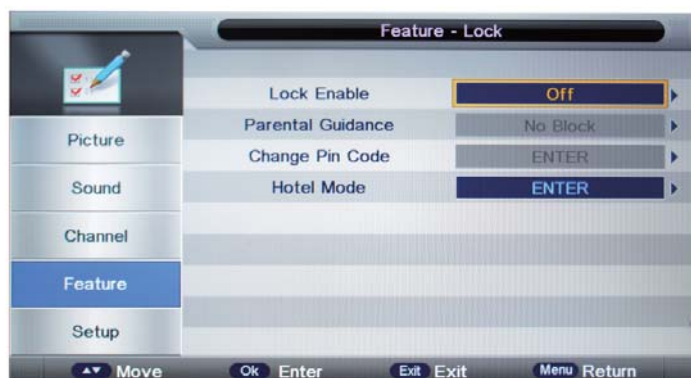 Feature - Lock
Lock Enable Off
Parental Guidance No Block
Change Pin Code ENTER
Hotel Mode ENTER
Picture
Sound
Channel
Feature
Setup
Move Ok Enter Exit Exit Menu Return